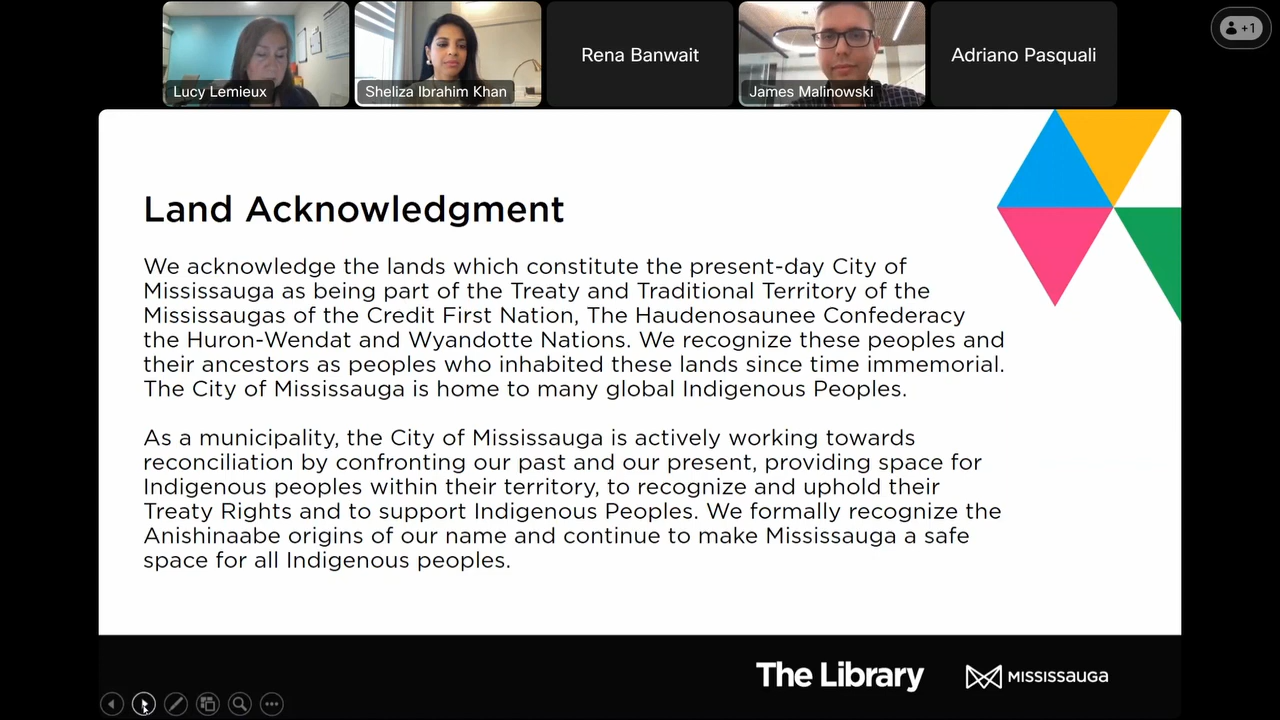 Lucy Lemieux
Sheliza Ibrahim Khan
Rena Banwait
James Malinowski
Adriano Pasquali
+1
Land Acknowledgment
We acknowledge the lands which constitute the present-day City of
Mississauga as being part of the Treaty and Traditional Territory of the
Mississaugas of the Credit First Nation, The Haudenosaunee Confederacy
the Huron-Wendat and Wyandotte Nations. We recognize these peoples and
their ancestors as peoples who inhabited these lands since time immemorial.
The City of Mississauga is home to many global Indigenous Peoples.
As a municipality, the City of Mississauga is actively working towards
reconciliation by confronting our past and our present, providing space for
Indigenous peoples within their territory, to recognize and uphold their
Treaty Rights and to support Indigenous Peoples. We formally recognize the
Anishinaabe origins of our name and continue to make Mississauga a safe
space for all Indigenous peoples.
The Library
MISSISSAUGA